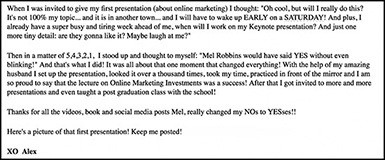 When I was invited to give my first presentation (about online marketing) I thought: "Oh cool, but will I really do this?
It's not 100% my topic... and it is in another town... and I will have to wake up EARLY on a SATURDAY! And plus, I
already have a super busy and tiring week ahead of me, when will I work on my Keynote presentation? And just one
more tiny detail: are they gonna like it? Maybe laugh at me?"
Then in a matter of 5,4,3,2,1, I stood up and thought to myself: "Mel Robbins would have said YES without even
blinking!" And that's what I did! It was all about that one moment that changed everything! With the help of my amazing
husband I set up the presentation, looked it over a thousand times, took my time, practiced in front of the mirror and I am
so proud to say that the lecture on Online Marketing Investments was a success! After that I got invited to more and more
presentations and even taught a post graduation class with the school!
Thanks for all the videos, book and social media posts Mel, really changed my NOs to YESses!!
Here's a picture of that first presentation! Keep me posted!
XO Alex